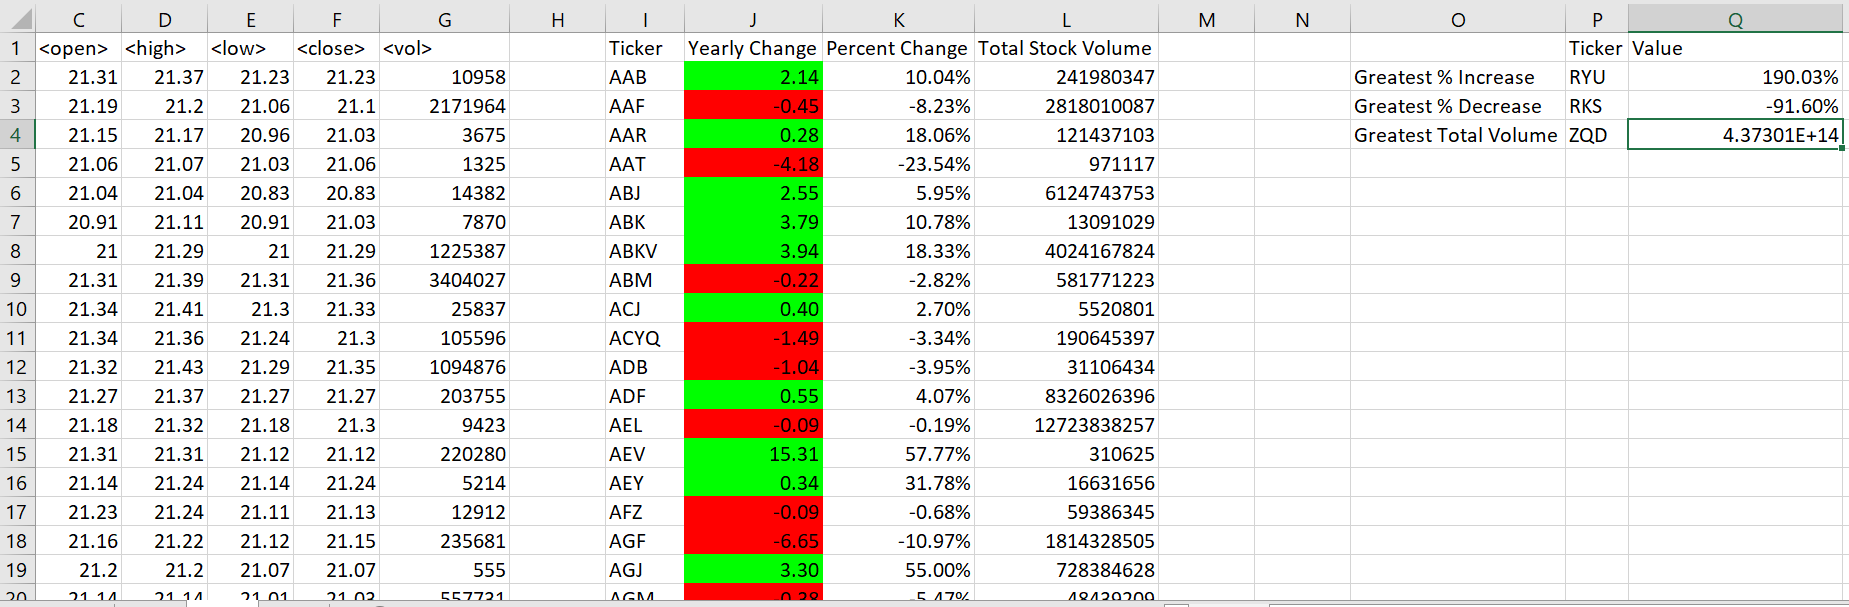 C D E F G H I J K L M N O P Q
1 <open> <high> <low> <close> <vol> Ticker Yearly Change Percent Change Total Stock Volume Ticker Value
2 21.31 21.37 21.23 21.23 10958 AAB 2.14 10.04% 241980347 Greatest % Increase RYU 190.03%
3 21.19 21.2 21.06 21.1 2171964 AAF -0.45 -8.23% 2818010087 Greatest % Decrease RKS -91.60%
4 21.15 21.17 20.96 21.03 3675 AAR 0.28 18.06% 121437103 Greatest Total Volume ZQD 4.37301E+14
5 21.06 21.07 21.03 21.06 1325 AAT -4.18 -23.54% 971117
6 21.04 21.04 20.83 20.83 14382 ABJ 2.55 5.95% 6124743753
7 20.91 21.11 20.91 21.03 7870 ABK 3.79 10.78% 13091029
8 21 21.29 21 21.29 1225387 ABKV 3.94 18.33% 4024167824
9 21.31 21.39 21.31 21.36 3404027 ABM -0.22 -2.82% 581771223
10 21.34 21.41 21.3 21.33 25837 ACJ 0.40 2.70% 5520801
11 21.34 21.36 21.24 21.3 105596 ACYQ -1.49 -3.34% 190645397
12 21.32 21.43 21.29 21.35 1094876 ADB -1.04 -3.95% 31106434
13 21.27 21.37 21.27 21.27 203755 ADF 0.55 4.07% 8326026396
14 21.18 21.32 21.18 21.3 9423 AEL -0.09 -0.19% 12723838257
15 21.31 21.31 21.12 21.12 220280 AEV 15.31 57.77% 310625
16 21.14 21.24 21.14 21.24 5214 AEY 0.34 31.78% 16631656
17 21.23 21.24 21.11 21.13 12912 AFZ -0.09 -0.68% 59386345
18 21.16 21.22 21.12 21.15 235681 AGF -6.65 -10.97% 1814328505
19 21.2 21.2 21.07 21.07 555 AGJ 3.30 55.00% 728384628
20 21.14 21.14 21.01 21.03 557731 AGM -0.38 -5.47% 48439209